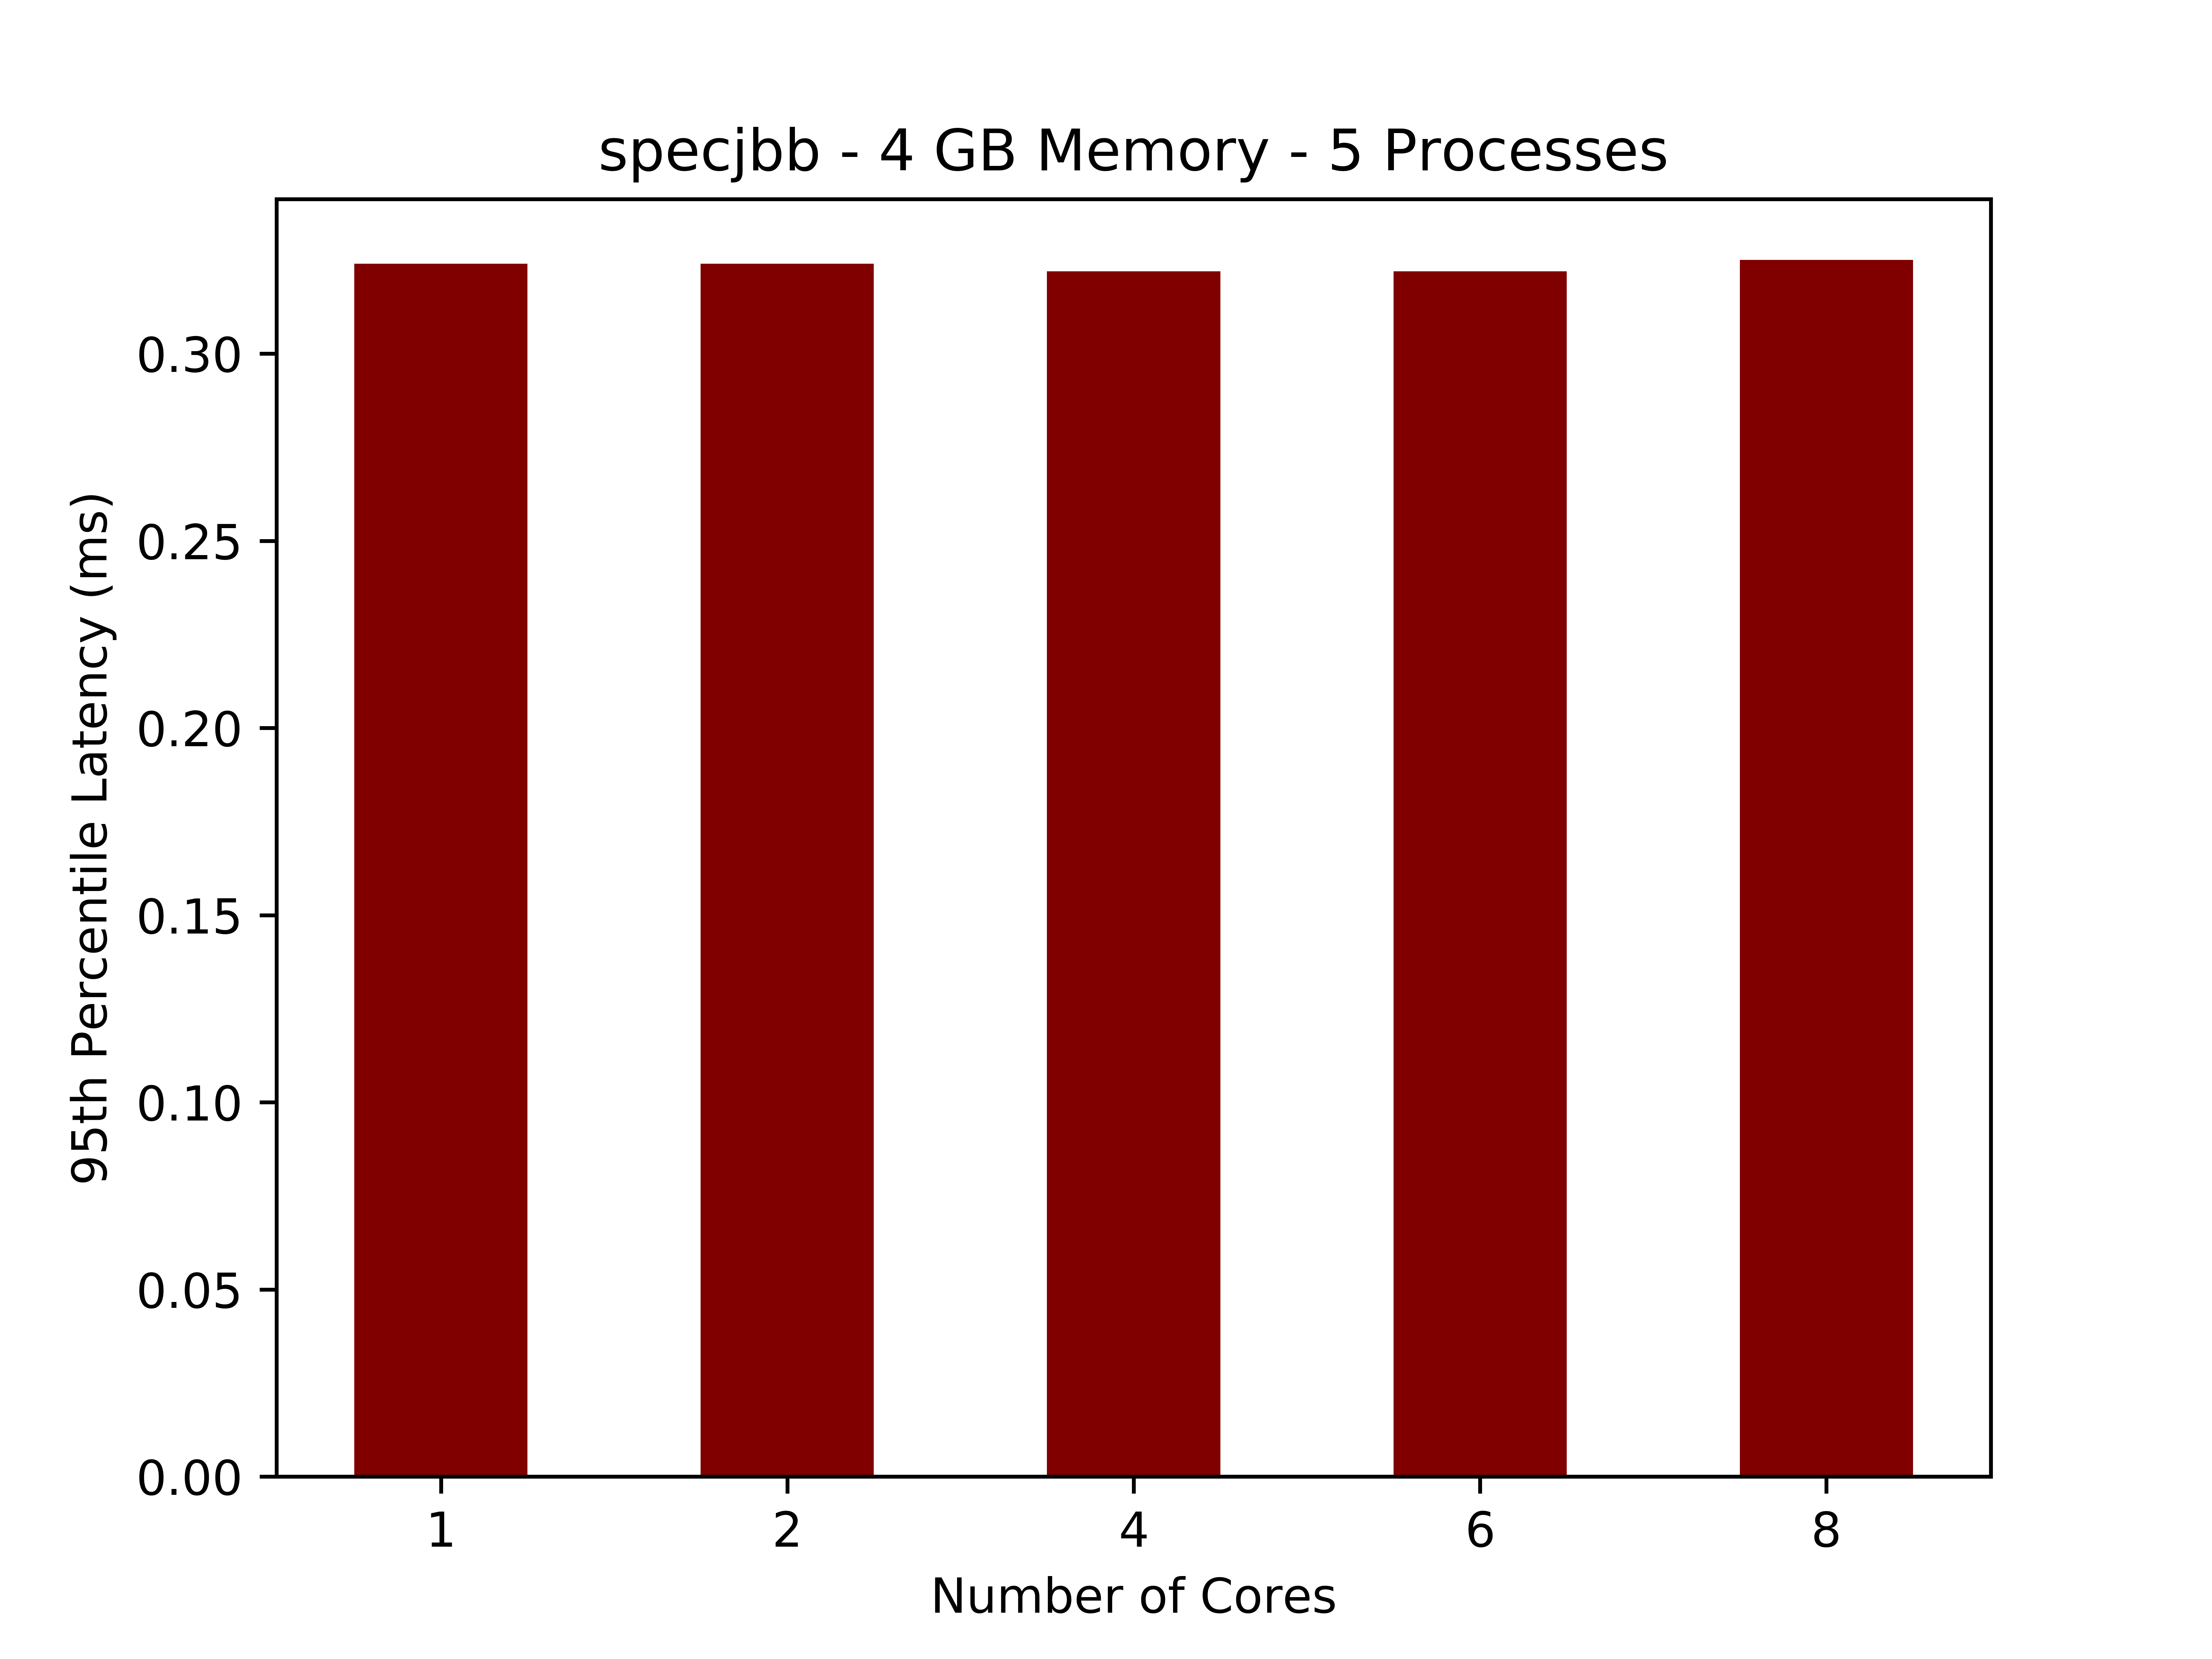 specjbb - 4 GB Memory - 5 Processes
95th Percentile Latency (ms)
0.30
0.25
0.20
0.15
0.10
0.05
0.00
1 2 4 6 8
Number of Cores